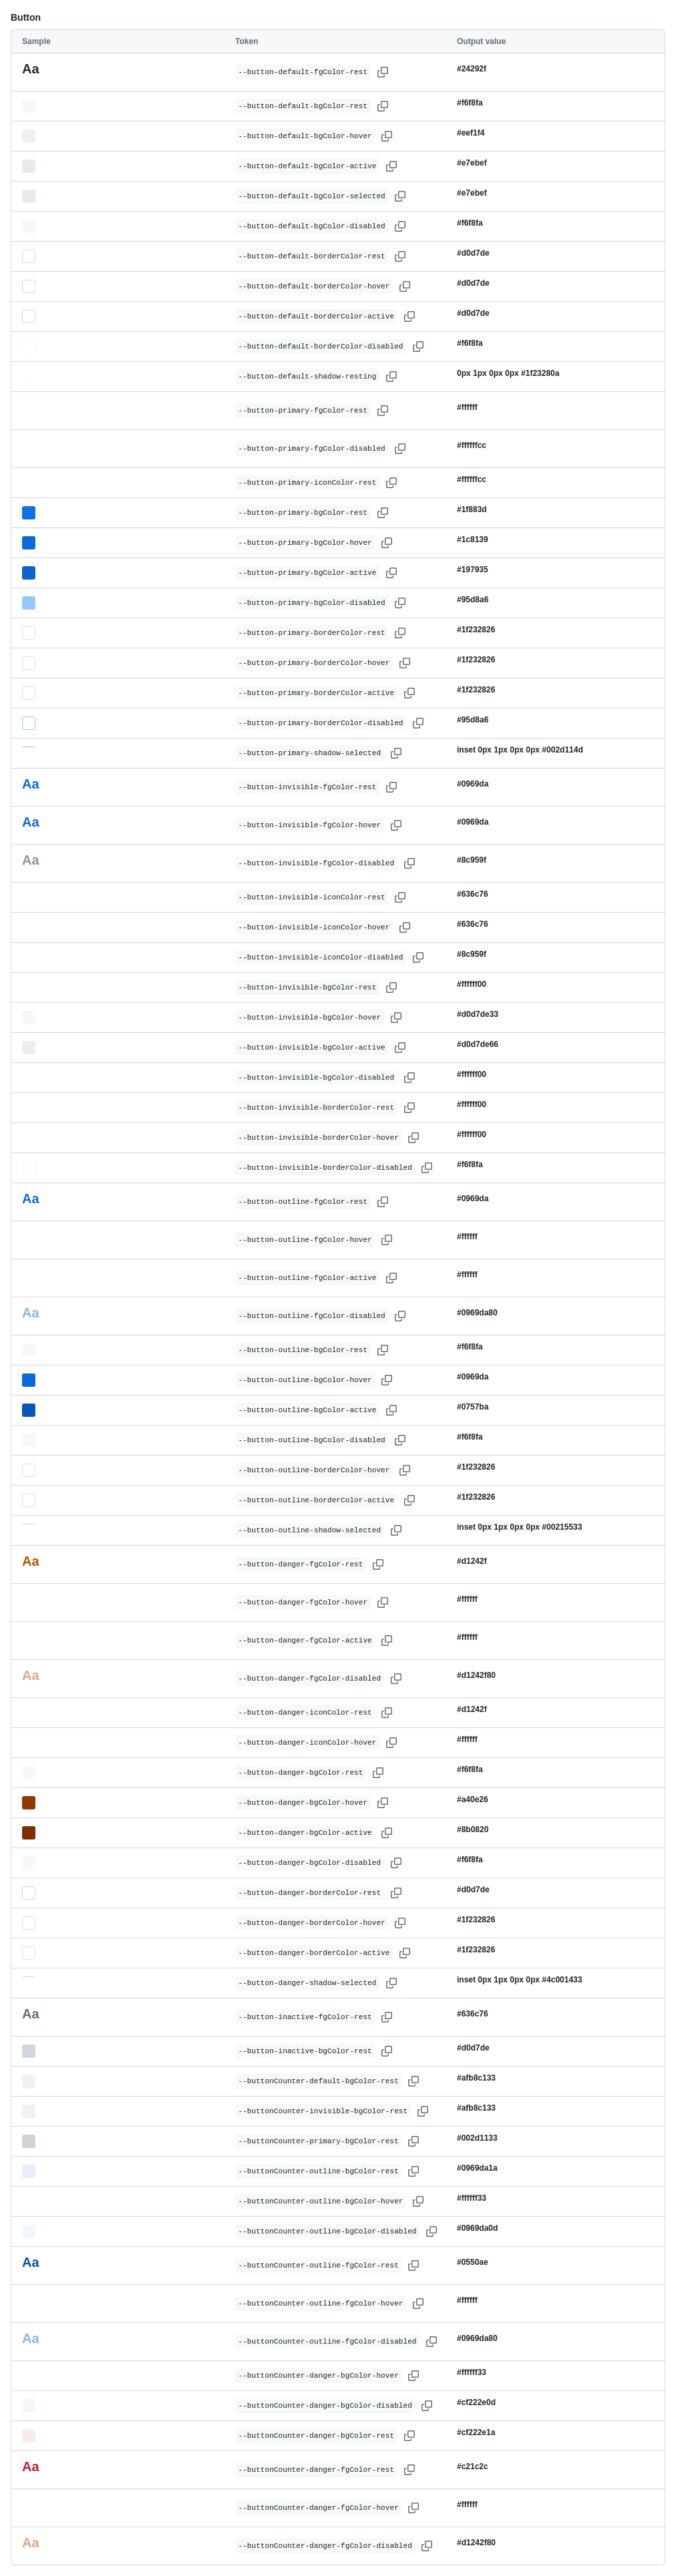 Button
Sample Token Output value
Aa --button-default-fgColor-rest #24292f
--button-default-bgColor-rest #f6f8fa
--button-default-bgColor-hover #eef1f4
--button-default-bgColor-active #e7ebef
--button-default-bgColor-selected #e7ebef
--button-default-bgColor-disabled #f6f8fa
--button-default-borderColor-rest #d0d7de
--button-default-borderColor-hover #d0d7de
--button-default-borderColor-active #d0d7de
--button-default-borderColor-disabled #f6f8fa
--button-default-shadow-resting 0px 1px 0px 0px #1f23280a
--button-primary-fgColor-rest #ffffff
--button-primary-fgColor-disabled #ffffffcc
--button-primary-iconColor-rest #ffffffcc
--button-primary-bgColor-rest #1f883d
--button-primary-bgColor-hover #1c8139
--button-primary-bgColor-active #197935
--button-primary-bgColor-disabled #95d8a6
--button-primary-borderColor-rest #1f232826
--button-primary-borderColor-hover #1f232826
--button-primary-borderColor-active #1f232826
--button-primary-borderColor-disabled #95d8a6
--button-primary-shadow-selected inset 0px 1px 0px 0px #002d114d
Aa --button-invisible-fgColor-rest #0969da
Aa --button-invisible-fgColor-hover #0969da
Aa --button-invisible-fgColor-disabled #8c959f
--button-invisible-iconColor-rest #636c76
--button-invisible-iconColor-hover #636c76
--button-invisible-iconColor-disabled #8c959f
--button-invisible-bgColor-rest #ffffff00
--button-invisible-bgColor-hover #d0d7de33
--button-invisible-bgColor-active #d0d7de66
--button-invisible-bgColor-disabled #ffffff00
--button-invisible-borderColor-rest #ffffff00
--button-invisible-borderColor-hover #ffffff00
--button-invisible-borderColor-disabled #f6f8fa
Aa --button-outline-fgColor-rest #0969da
--button-outline-fgColor-hover #ffffff
--button-outline-fgColor-active #ffffff
Aa --button-outline-fgColor-disabled #0969da80
--button-outline-bgColor-rest #f6f8fa
--button-outline-bgColor-hover #0969da
--button-outline-bgColor-active #0757ba
--button-outline-bgColor-disabled #f6f8fa
--button-outline-borderColor-hover #1f232826
--button-outline-borderColor-active #1f232826
--button-outline-shadow-selected inset 0px 1px 0px 0px #00215533
Aa --button-danger-fgColor-rest #d1242f
--button-danger-fgColor-hover #ffffff
--button-danger-fgColor-active #ffffff
Aa --button-danger-fgColor-disabled #d1242f80
--button-danger-iconColor-rest #d1242f
--button-danger-iconColor-hover #ffffff
--button-danger-bgColor-rest #f6f8fa
--button-danger-bgColor-hover #a40e26
--button-danger-bgColor-active #8b0820
--button-danger-bgColor-disabled #f6f8fa
--button-danger-borderColor-rest #d0d7de
--button-danger-borderColor-hover #1f232826
--button-danger-borderColor-active #1f232826
--button-danger-shadow-selected inset 0px 1px 0px 0px #4c001433
Aa --button-inactive-fgColor-rest #636c76
--button-inactive-bgColor-rest #d0d7de
--buttonCounter-default-bgColor-rest #afb8c133
--buttonCounter-invisible-bgColor-rest #afb8c133
--buttonCounter-primary-bgColor-rest #002d1133
--buttonCounter-outline-bgColor-rest #0969da1a
--buttonCounter-outline-bgColor-hover #ffffff33
--buttonCounter-outline-bgColor-disabled #0969da0d
Aa --buttonCounter-outline-fgColor-rest #0550ae
--buttonCounter-outline-fgColor-hover #ffffff
Aa --buttonCounter-outline-fgColor-disabled #0969da80
--buttonCounter-danger-bgColor-hover #ffffff33
--buttonCounter-danger-bgColor-disabled #cf222e0d
--buttonCounter-danger-bgColor-rest #cf222e1a
Aa --buttonCounter-danger-fgColor-rest #c21c2c
--buttonCounter-danger-fgColor-hover #ffffff
Aa --buttonCounter-danger-fgColor-disabled #d1242f80